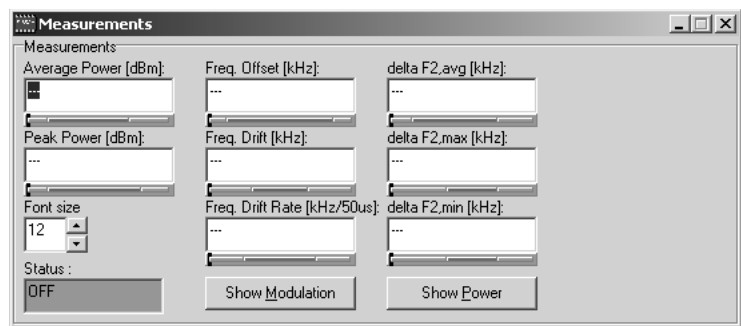 Measurements
Measurements
Average Power [dBm]:
---
Freq. Offset [kHz]:
---
delta F2,avg [kHz]:
---
Peak Power [dBm]:
---
Freq. Drift [kHz]:
---
delta F2,max [kHz]:
---
Font size
12
Freq. Drift Rate [kHz/50us]:
---
delta F2,min [kHz]:
---
Status :
OFF
Show Modulation
Show Power